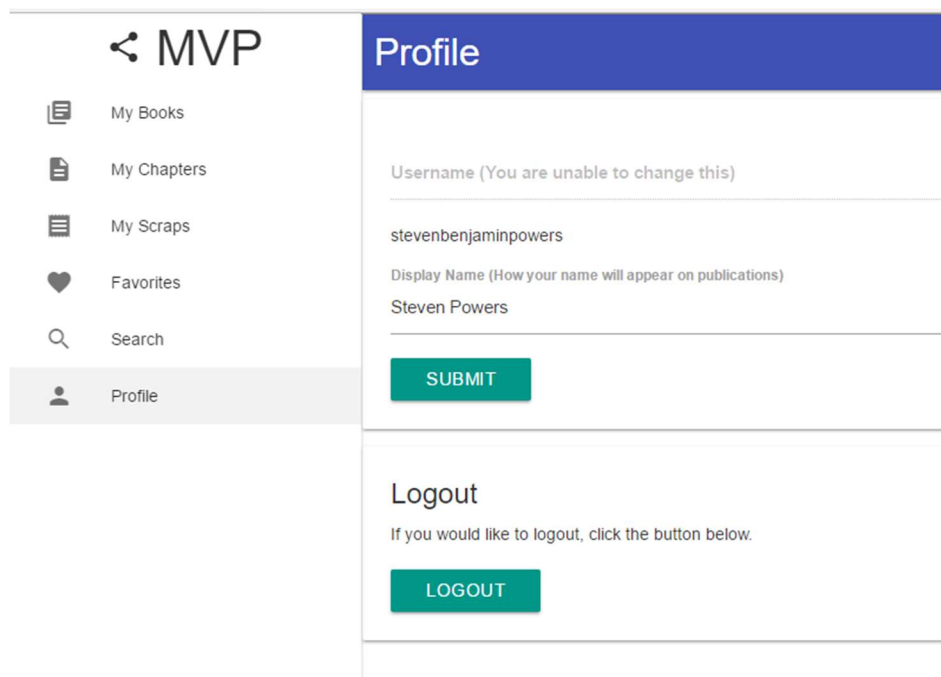 MVP
My Books
My Chapters
My Scraps
Favorites
Search
Profile
Profile
Username (You are unable to change this)
stevenbenjaminpowers
Display Name (How your name will appear on publications)
Steven Powers
SUBMIT
Logout
If you would like to logout, click the button below.
LOGOUT